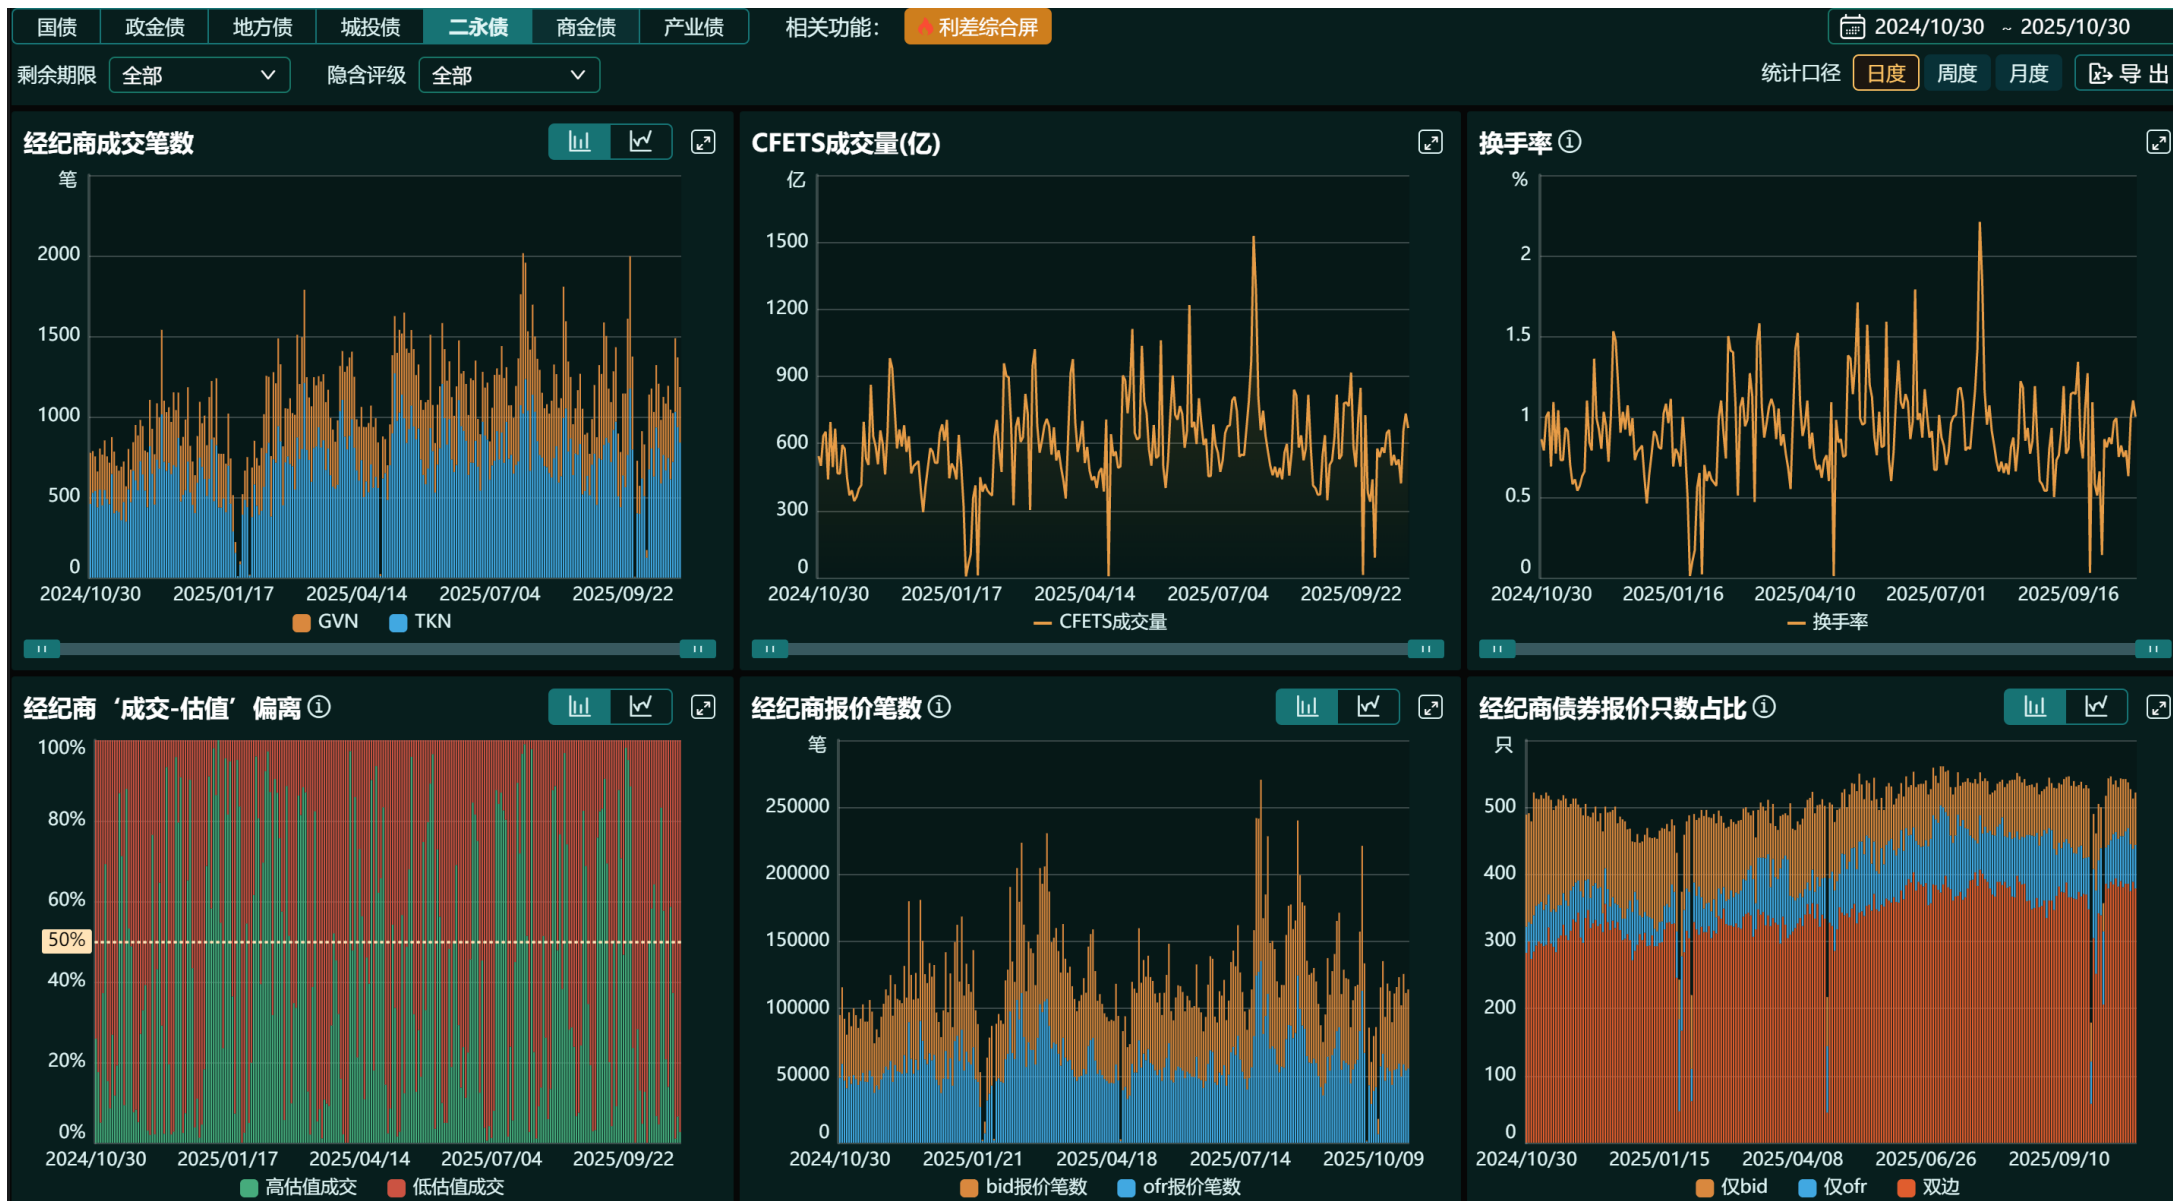 国债 政金债 地方债 城投债 二永债 商金债 产业债 相关功能： 利差综合屏 2024/10/30 ~ 2025/10/30
剩余期限 全部 隐含评级 全部 统计口径 日度 周度 月度 导出
经纪商成交笔数
笔
2000
1500
1000
500
0
2024/10/30 2025/01/17 2025/04/14 2025/07/04 2025/09/22
GVN TKN
CFETS成交量(亿)
亿
1500
1200
900
600
300
0
2024/10/30 2025/01/17 2025/04/14 2025/07/04 2025/09/22
CFETS成交量
换手率
%
2
1.5
1
0.5
0
2024/10/30 2025/01/16 2025/04/10 2025/07/01 2025/09/16
换手率
经纪商‘成交-估值’偏离
100%
80%
60%
50%
40%
20%
0%
2024/10/30 2025/01/17 2025/04/14 2025/07/04 2025/09/22
高估值成交 低估值成交
经纪商报价笔数
笔
250000
200000
150000
100000
50000
0
2024/10/30 2025/01/21 2025/04/18 2025/07/14 2025/10/09
bid报价笔数 ofr报价笔数
经纪商债券报价只数占比
只
500
400
300
200
100
0
2024/10/30 2025/01/15 2025/04/08 2025/06/26 2025/09/10
仅bid 仅ofr 双边